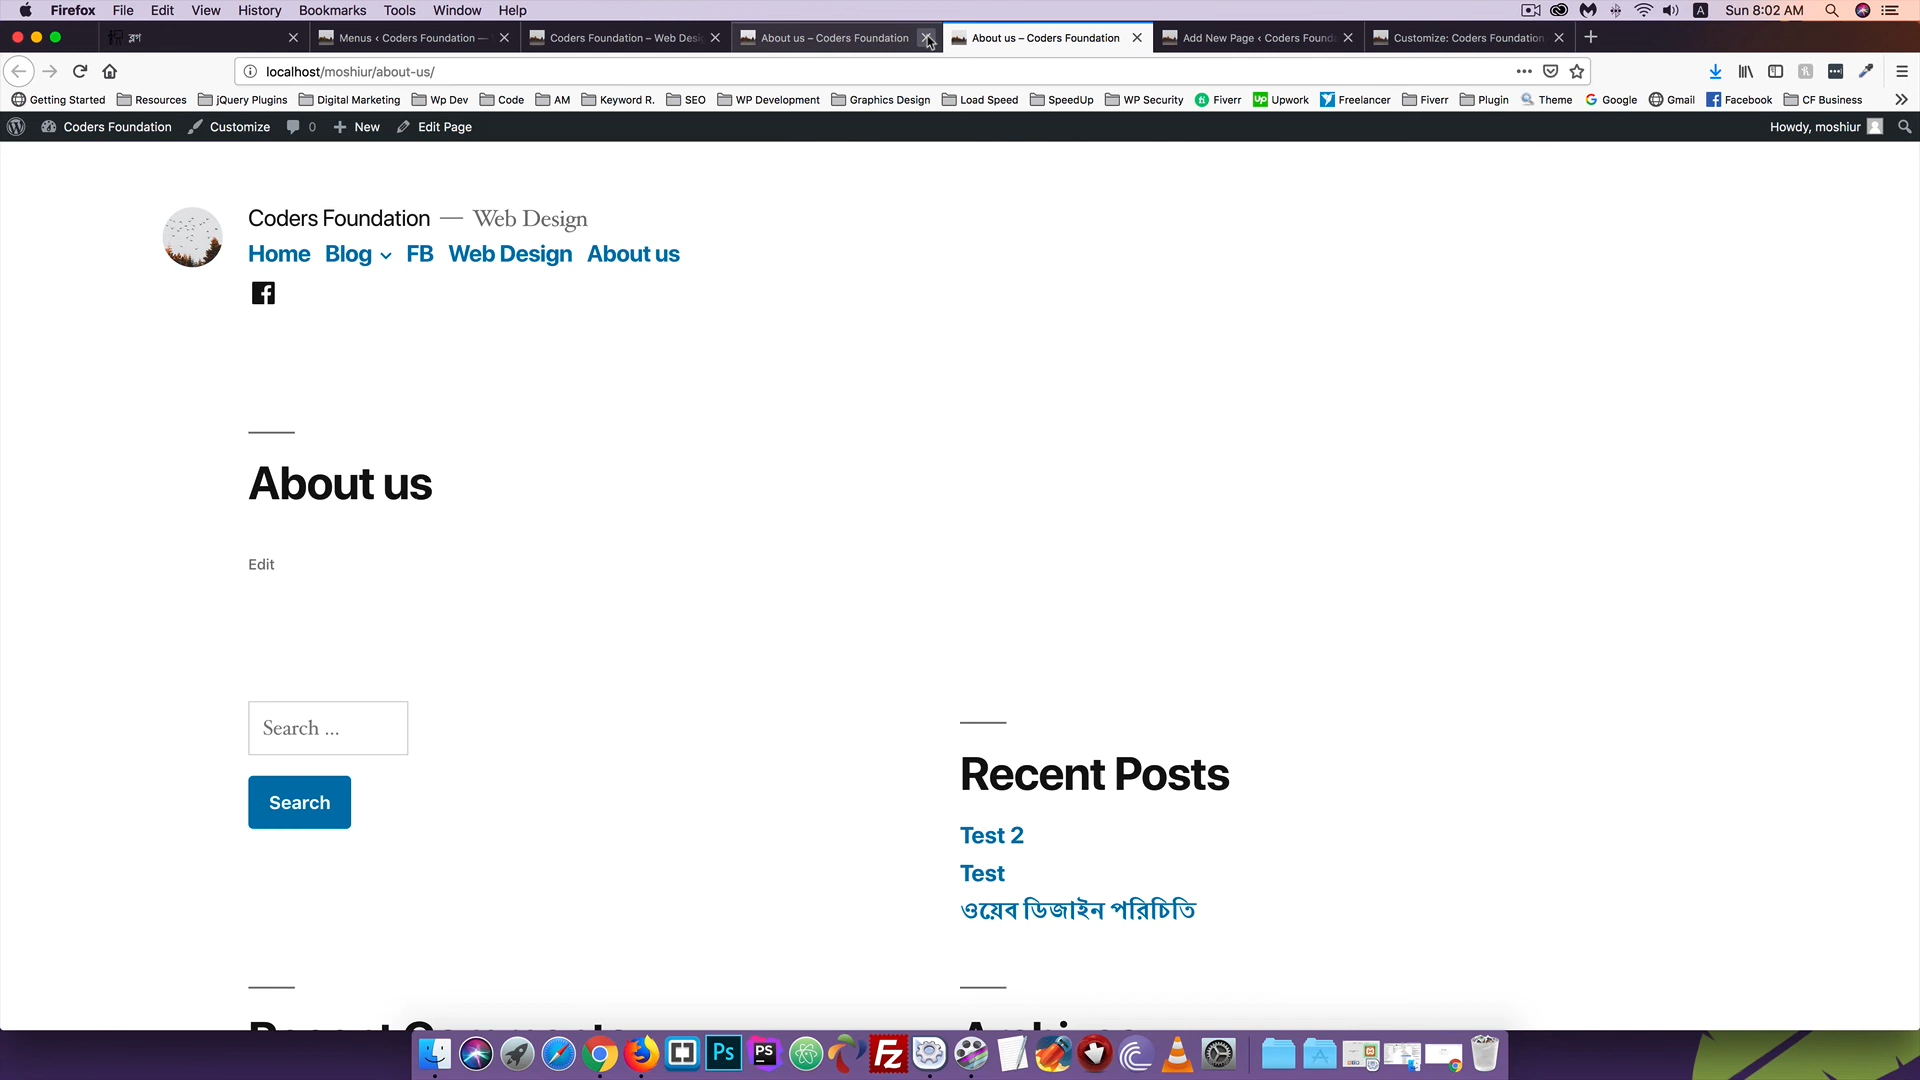 Firefox File Edit View History Bookmarks Tools Window Help Sun 8:02 AM
ব্লগ Menus ‹ Coders Foundation — Coders Foundation – Web Desi About us – Coders Foundation About us – Coders Foundation Add New Page ‹ Coders Founda Customize: Coders Foundation
localhost/moshiur/about-us/
Getting Started Resources jQuery Plugins Digital Marketing Wp Dev Code AM Keyword R. SEO WP Development Graphics Design Load Speed SpeedUp WP Security Fiverr Upwork Freelancer Fiverr Plugin Theme Google Gmail Facebook CF Business
Coders Foundation Customize 0 New Edit Page Howdy, moshiur
Coders Foundation — Web Design
Home Blog FB Web Design About us
About us
Edit
Search ...
Search
Recent Posts
Test 2
Test
ওয়েব ডিজাইন পরিচিতি